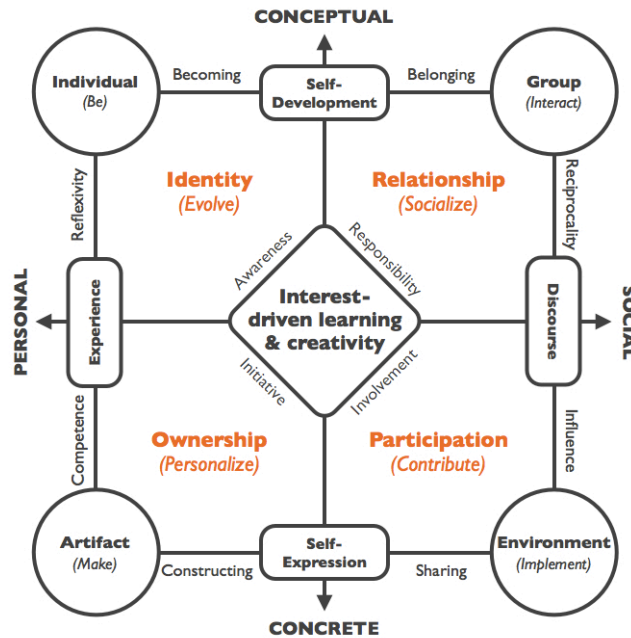 CONCEPTUAL
Individual
(Be)
Becoming
Self-
Development
Belonging
Group
(Interact)
Reflexivity
Identity
(Evolve)
Relationship
(Socialize)
Reciprocality
Awareness
Responsibility
PERSONAL
Experience
Interest-
driven learning
& creativity
Discourse
SOCIAL
Initiative
Involvement
Competence
Ownership
(Personalize)
Participation
(Contribute)
Influence
Artifact
(Make)
Constructing
Self-
Expression
Sharing
Environment
(Implement)
CONCRETE